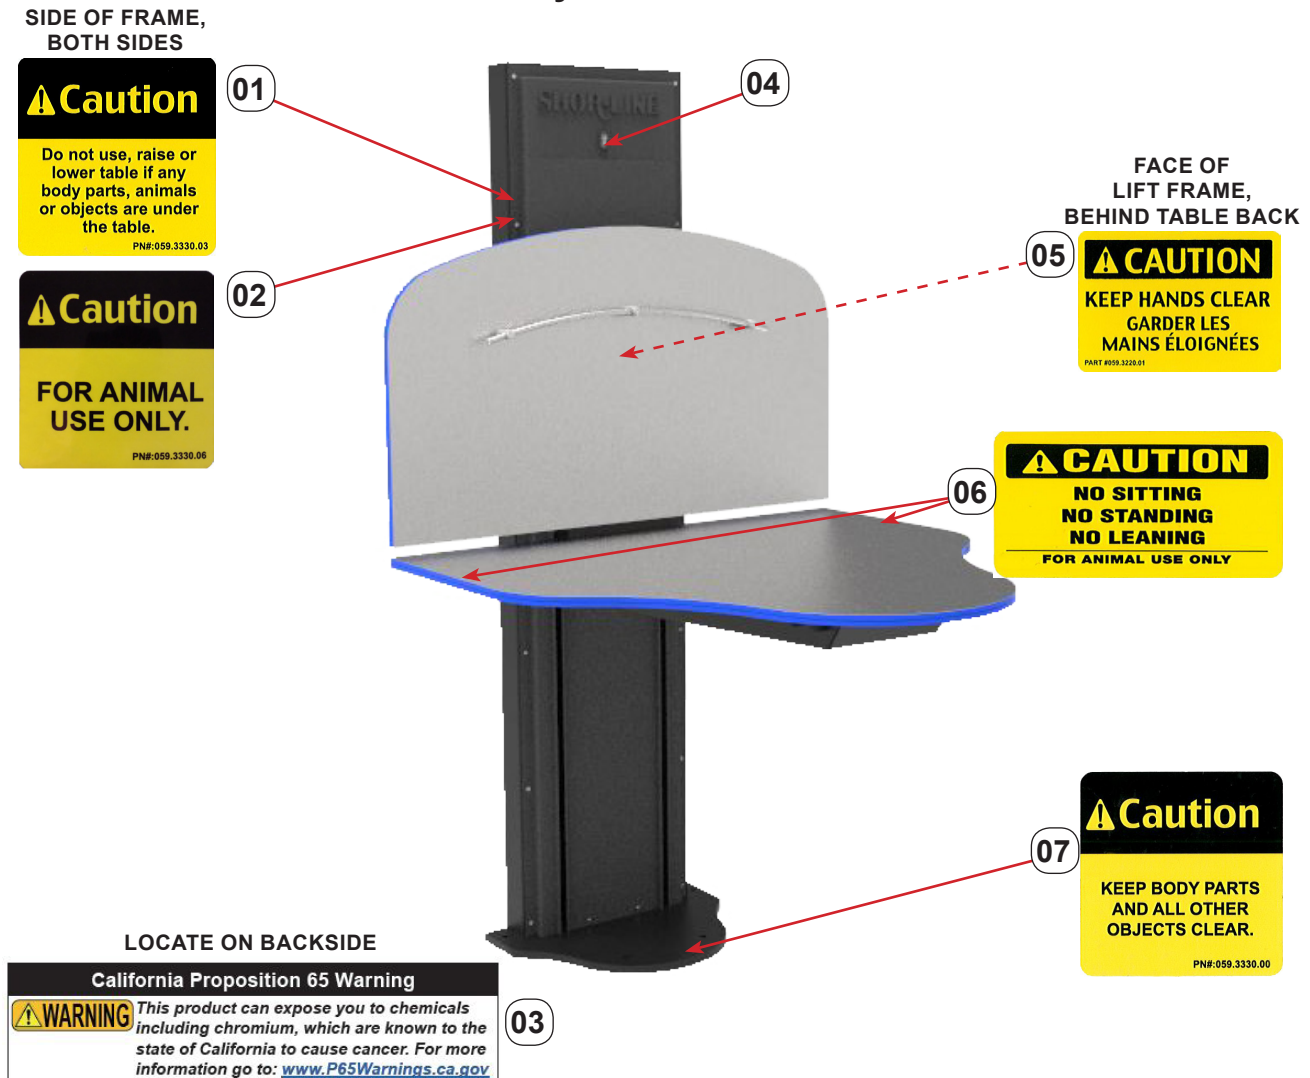 SIDE OF FRAME,
BOTH SIDES
Caution
Do not use, raise or
lower table if any
body parts, animals
or objects are under
the table.
PN#:059.3330.03
01
Caution
FOR ANIMAL
USE ONLY.
PN#:059.3330.06
02
SHOR-LINE
04
FACE OF
LIFT FRAME,
BEHIND TABLE BACK
05
CAUTION
KEEP HANDS CLEAR
GARDER LES
MAINS ÉLOIGNÉES
PART #059.3220.01
06
CAUTION
NO SITTING
NO STANDING
NO LEANING
FOR ANIMAL USE ONLY
07
Caution
KEEP BODY PARTS
AND ALL OTHER
OBJECTS CLEAR.
PN#:059.3330.00
LOCATE ON BACKSIDE
California Proposition 65 Warning
WARNING
This product can expose you to chemicals
including chromium, which are known to the
state of California to cause cancer. For more
information go to: www.P65Warnings.ca.gov
03